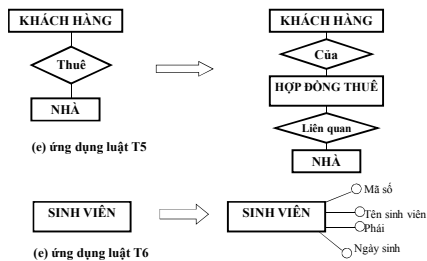 KHÁCH HÀNG
Thuê
NHÀ
(e) ứng dụng luật T5
KHÁCH HÀNG
Của
HỢP ĐỒNG THUÊ
Liên quan
NHÀ
SINH VIÊN
(e) ứng dụng luật T6
SINH VIÊN
Mã số
Tên sinh viên
Phái
Ngày sinh